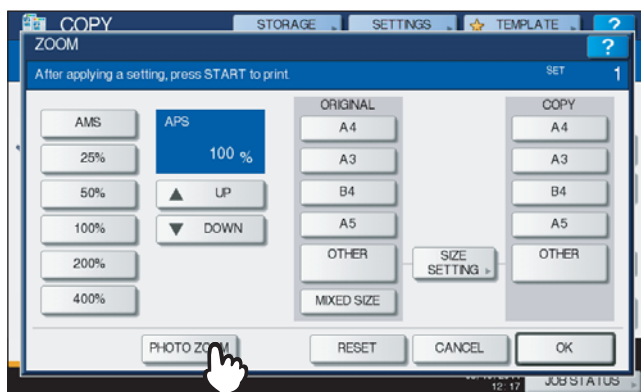 COPY STORAGE SETTINGS TEMPLATE ?
ZOOM ?
After applying a setting, press START to print. SET 1
ORIGINAL COPY
AMS APS A4 A4
25% 100 % A3 A3
50% UP B4 B4
100% DOWN A5 A5
200% OTHER SIZE SETTING OTHER
400% MIXED SIZE
PHOTO ZOOM RESET CANCEL OK
12:17 JOB STATUS